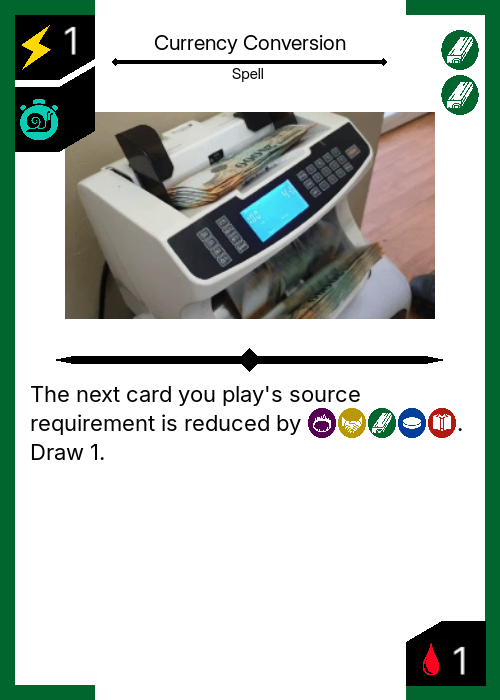 1
Currency Conversion
Spell
The next card you play's source
requirement is reduced by .
Draw 1.
1